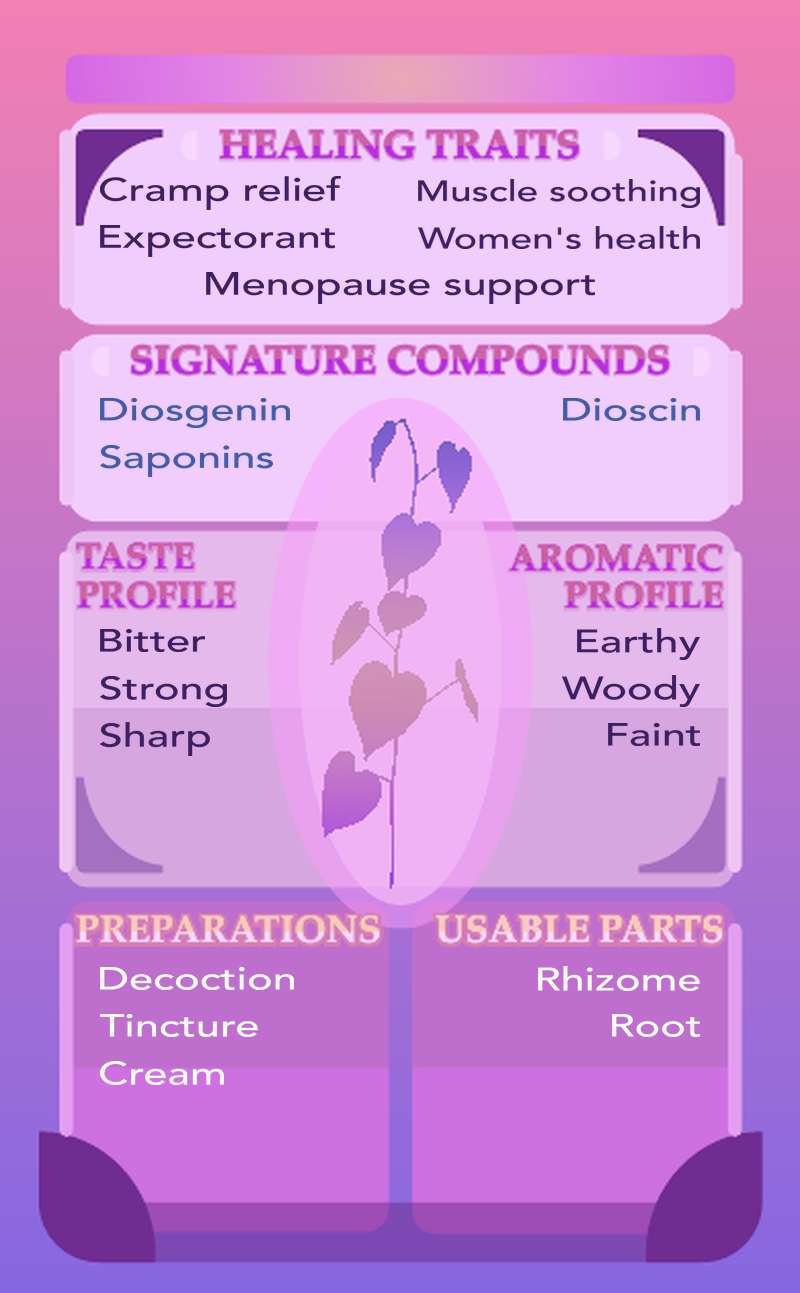 HEALING TRAITS
Cramp relief
Muscle soothing
Expectorant
Women's health
Menopause support
SIGNATURE COMPOUNDS
Diosgenin
Dioscin
Saponins
TASTE
PROFILE
Bitter
Strong
Sharp
AROMATIC
PROFILE
Earthy
Woody
Faint
PREPARATIONS
Decoction
Tincture
Cream
USABLE PARTS
Rhizome
Root